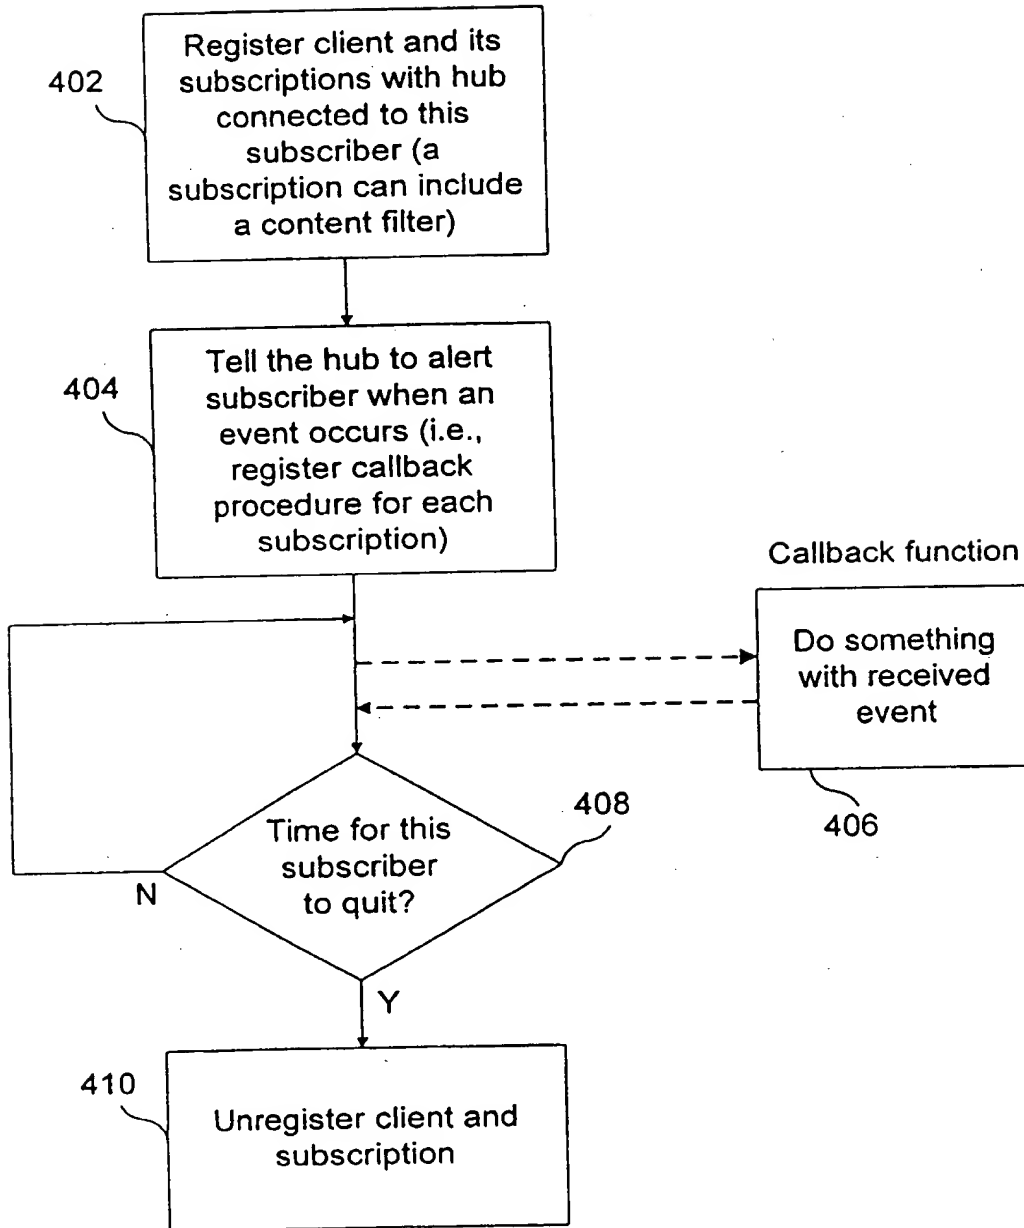 402
Register client and its
subscriptions with hub
connected to this
subscriber (a
subscription can include
a content filter)
404
Tell the hub to alert
subscriber when an
event occurs (i.e.,
register callback
procedure for each
subscription)
Callback function
Do something
with received
event
406
Time for this
subscriber
to quit?
408
N
Y
410
Unregister client and
subscription